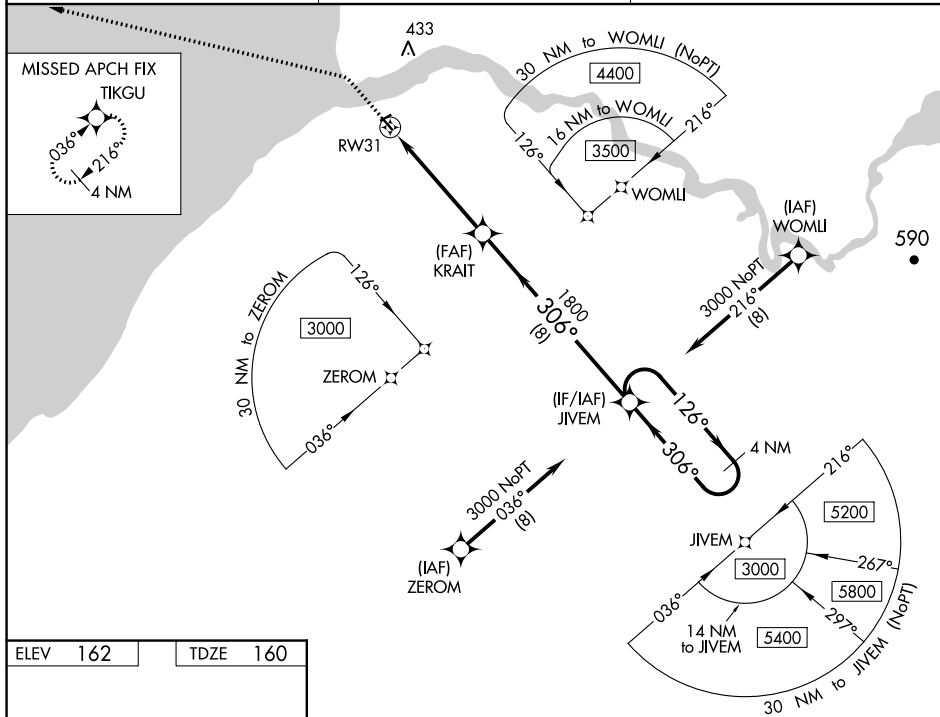 433
MISSED APCH FIX
TIKGU
036°
216°
4 NM
RW31
30 NM to WOMLI (NoPT)
4400
16 NM to WOMLI
216°
126°
3500
WOMLI
(IAF)
WOMLI
590
3000 NoPT
216°
(8)
(FAF)
KRAIT
30 NM to ZEROM
126°
3000
ZEROM
036°
1800
306°
(8)
(IF/IAF)
JIVEM
126°
306°
4 NM
3000 NoPT
036°
(8)
(IAF)
ZEROM
216°
5200
JIVEM
3000
267°
5800
036°
297°
14 NM
to JIVEM
5400
30 NM to JIVEM (NoPT)
ELEV 162
TDZE 160